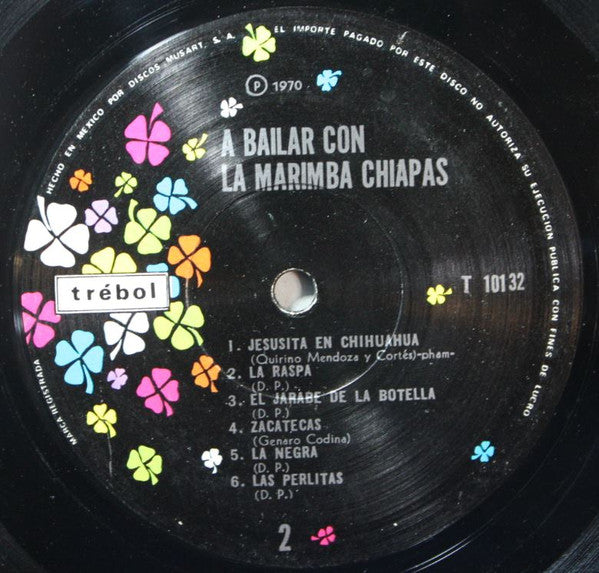 HECHO EN MEXICO POR DISCOS MUSART, S. A. EL IMPORTE PAGADO POR ESTE DISCO NO AUTORIZA SU EJECUCION PUBLICA CON FINES DE LUCRO
Ⓟ 1970
A BAILAR CON
LA MARIMBA CHIAPAS
trébol
T 10132
1. JESUSITA EN CHIHUAHUA
(Quirino Mendoza y Cortés)-pham-
2. LA RASPA
(D. P.)
3. EL JARABE DE LA BOTELLA
(D. P.)
4. ZACATECAS
(Genaro Codina)
5. LA NEGRA
(D. P.)
6. LAS PERLITAS
(D. P.)
MARCA REGISTRADA
2